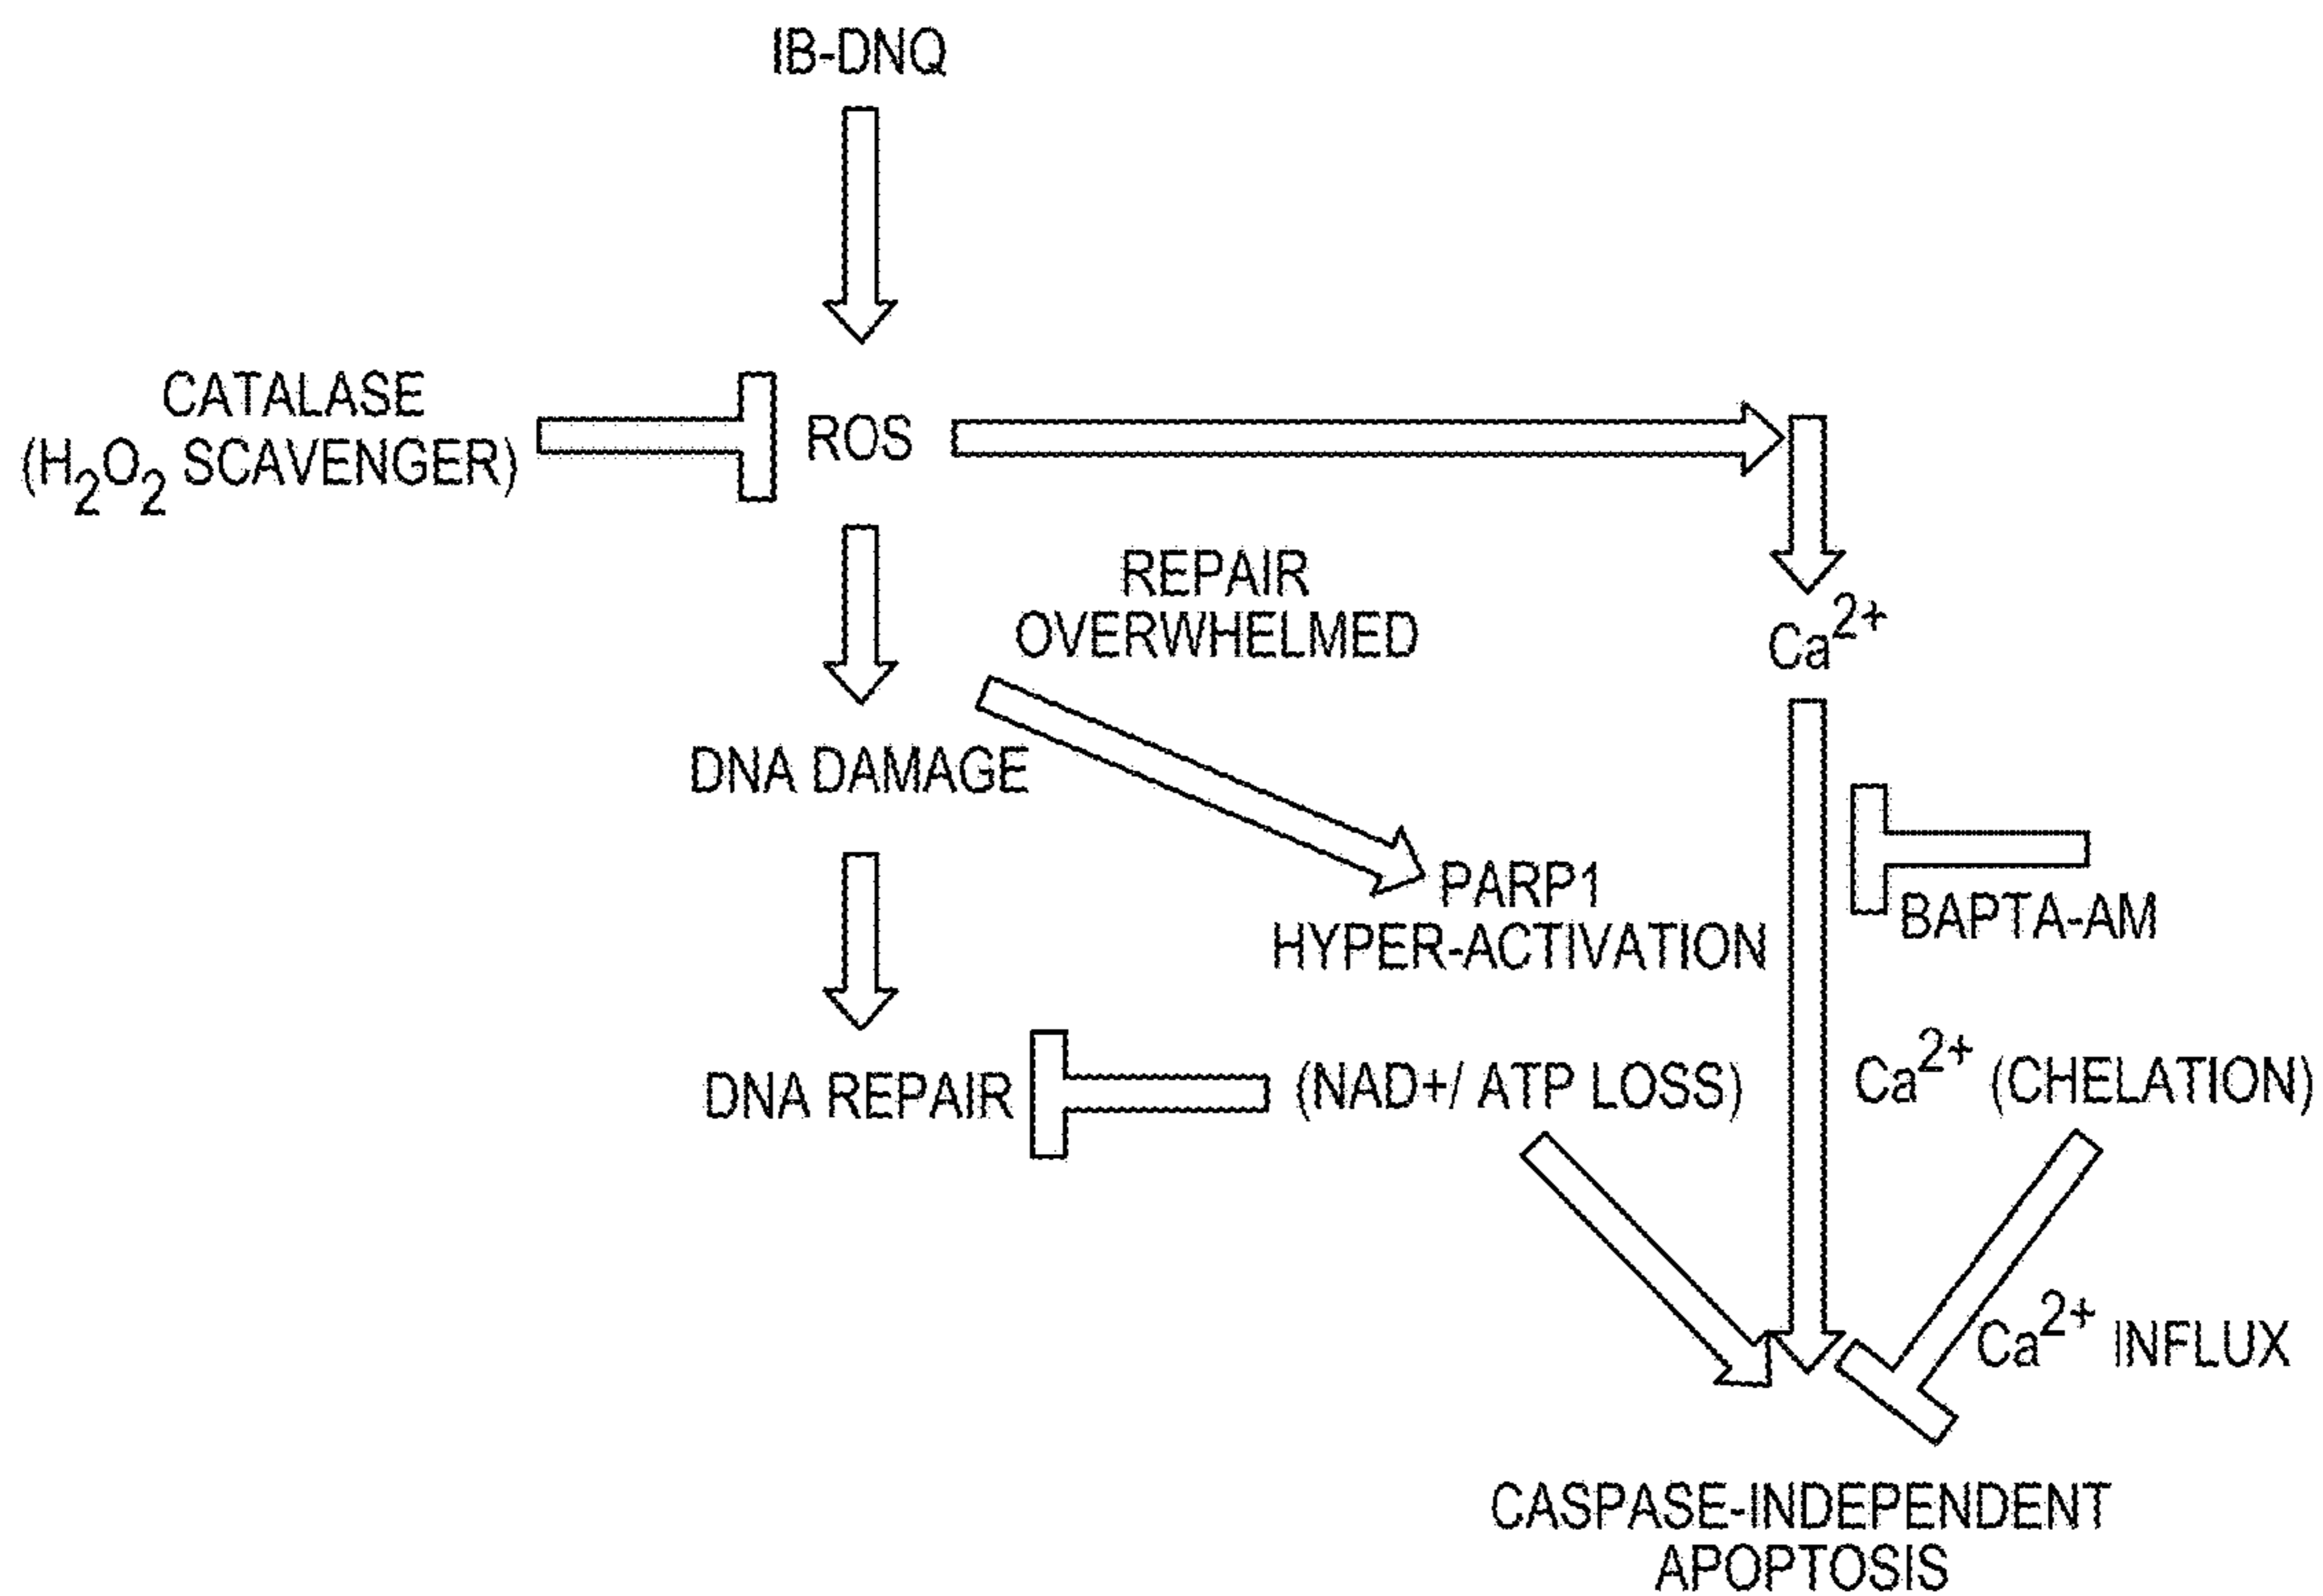 IB-DNQ
CATALASE
(H₂O₂ SCAVENGER)
ROS
REPAIR
OVERWHELMED
Ca²⁺
DNA DAMAGE
PARP1
HYPER-ACTIVATION
BAPTA-AM
DNA REPAIR
(NAD+/ ATP LOSS)
Ca²⁺ (CHELATION)
Ca²⁺ INFLUX
CASPASE-INDEPENDENT
APOPTOSIS